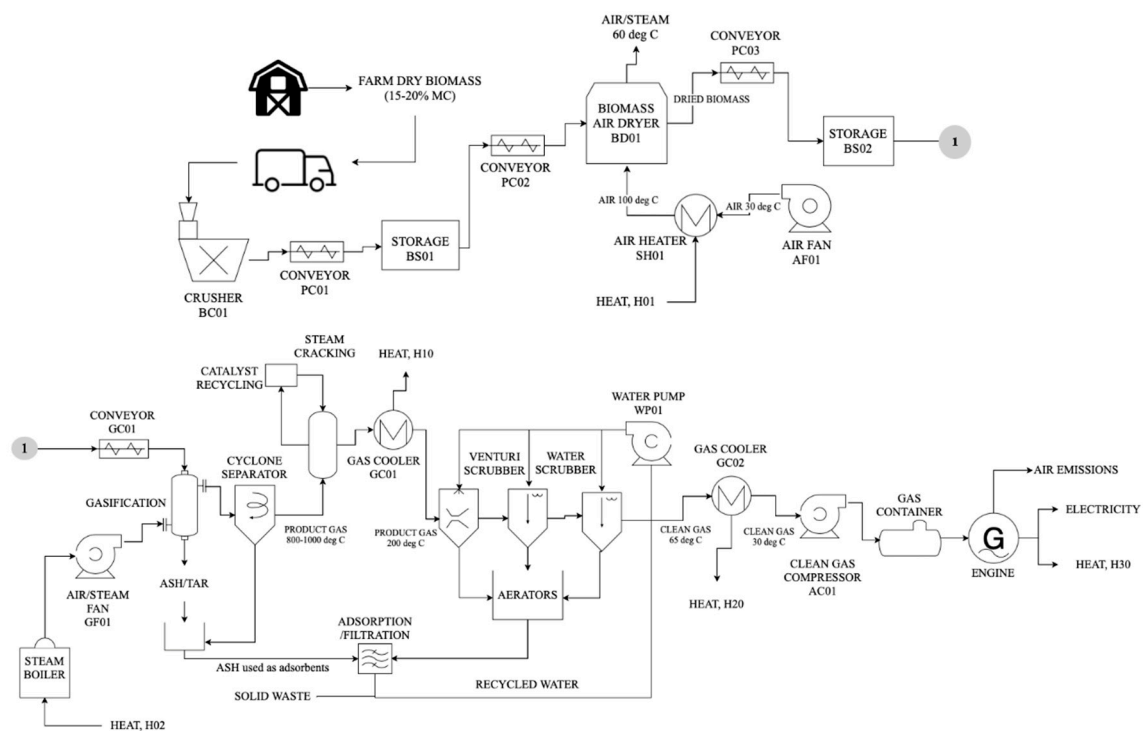 AIR/STEAM
60 deg C
CONVEYOR
PC03
FARM DRY BIOMASS
(15-20% MC)
DRIED BIOMASS
BIOMASS
AIR DRYER
BD01
STORAGE
BS02
1
CONVEYOR
PC02
AIR 100 deg C
AIR 30 deg C
STORAGE
BS01
AIR HEATER
SH01
AIR FAN
AF01
CONVEYOR
PC01
CRUSHER
BC01
HEAT, H01
STEAM
CRACKING
HEAT, H10
CATALYST
RECYCLING
WATER PUMP
WP01
CONVEYOR
GC01
1
CYCLONE
SEPARATOR
GAS COOLER
GC01
VENTURI
SCRUBBER
WATER
SCRUBBER
GAS COOLER
GC02
AIR EMISSIONS
GASIFICATION
GAS
CONTAINER
ELECTRICITY
PRODUCT GAS
800-1000 deg C
PRODUCT GAS
200 deg C
CLEAN GAS
65 deg C
CLEAN GAS
30 deg C
G
ENGINE
HEAT, H30
ASH/TAR
AIR/STEAM
FAN
GF01
AERATORS
HEAT, H20
CLEAN GAS
COMPRESSOR
AC01
ADSORPTION
/FILTRATION
STEAM
BOILER
ASH used as adsorbents
SOLID WASTE
RECYCLED WATER
HEAT, H02